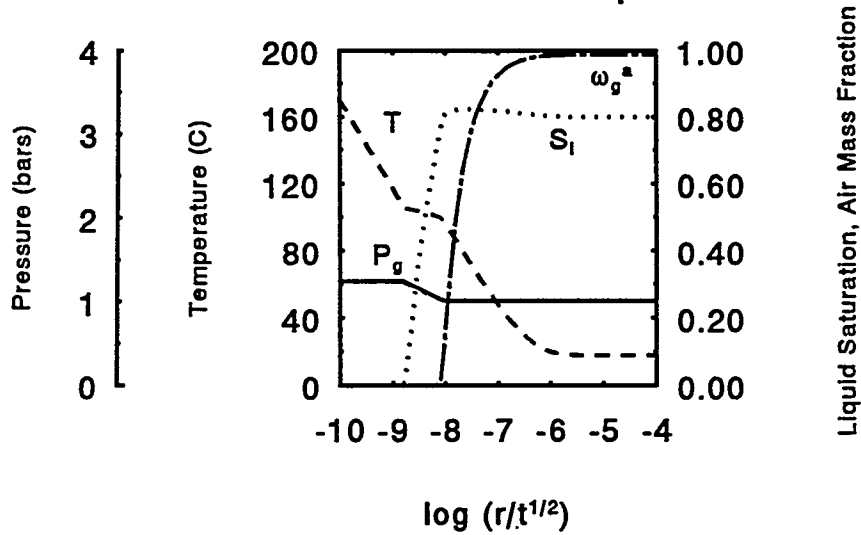 Pressure (bars)
4
3
2
1
0
Temperature (C)
200
160
120
80
40
0
T
P_g
S_l
ω_g^a
1.00
0.80
0.60
0.40
0.20
0.00
Liquid Saturation, Air Mass Fraction
-10 -9 -8 -7 -6 -5 -4
log (r/t^1/2)